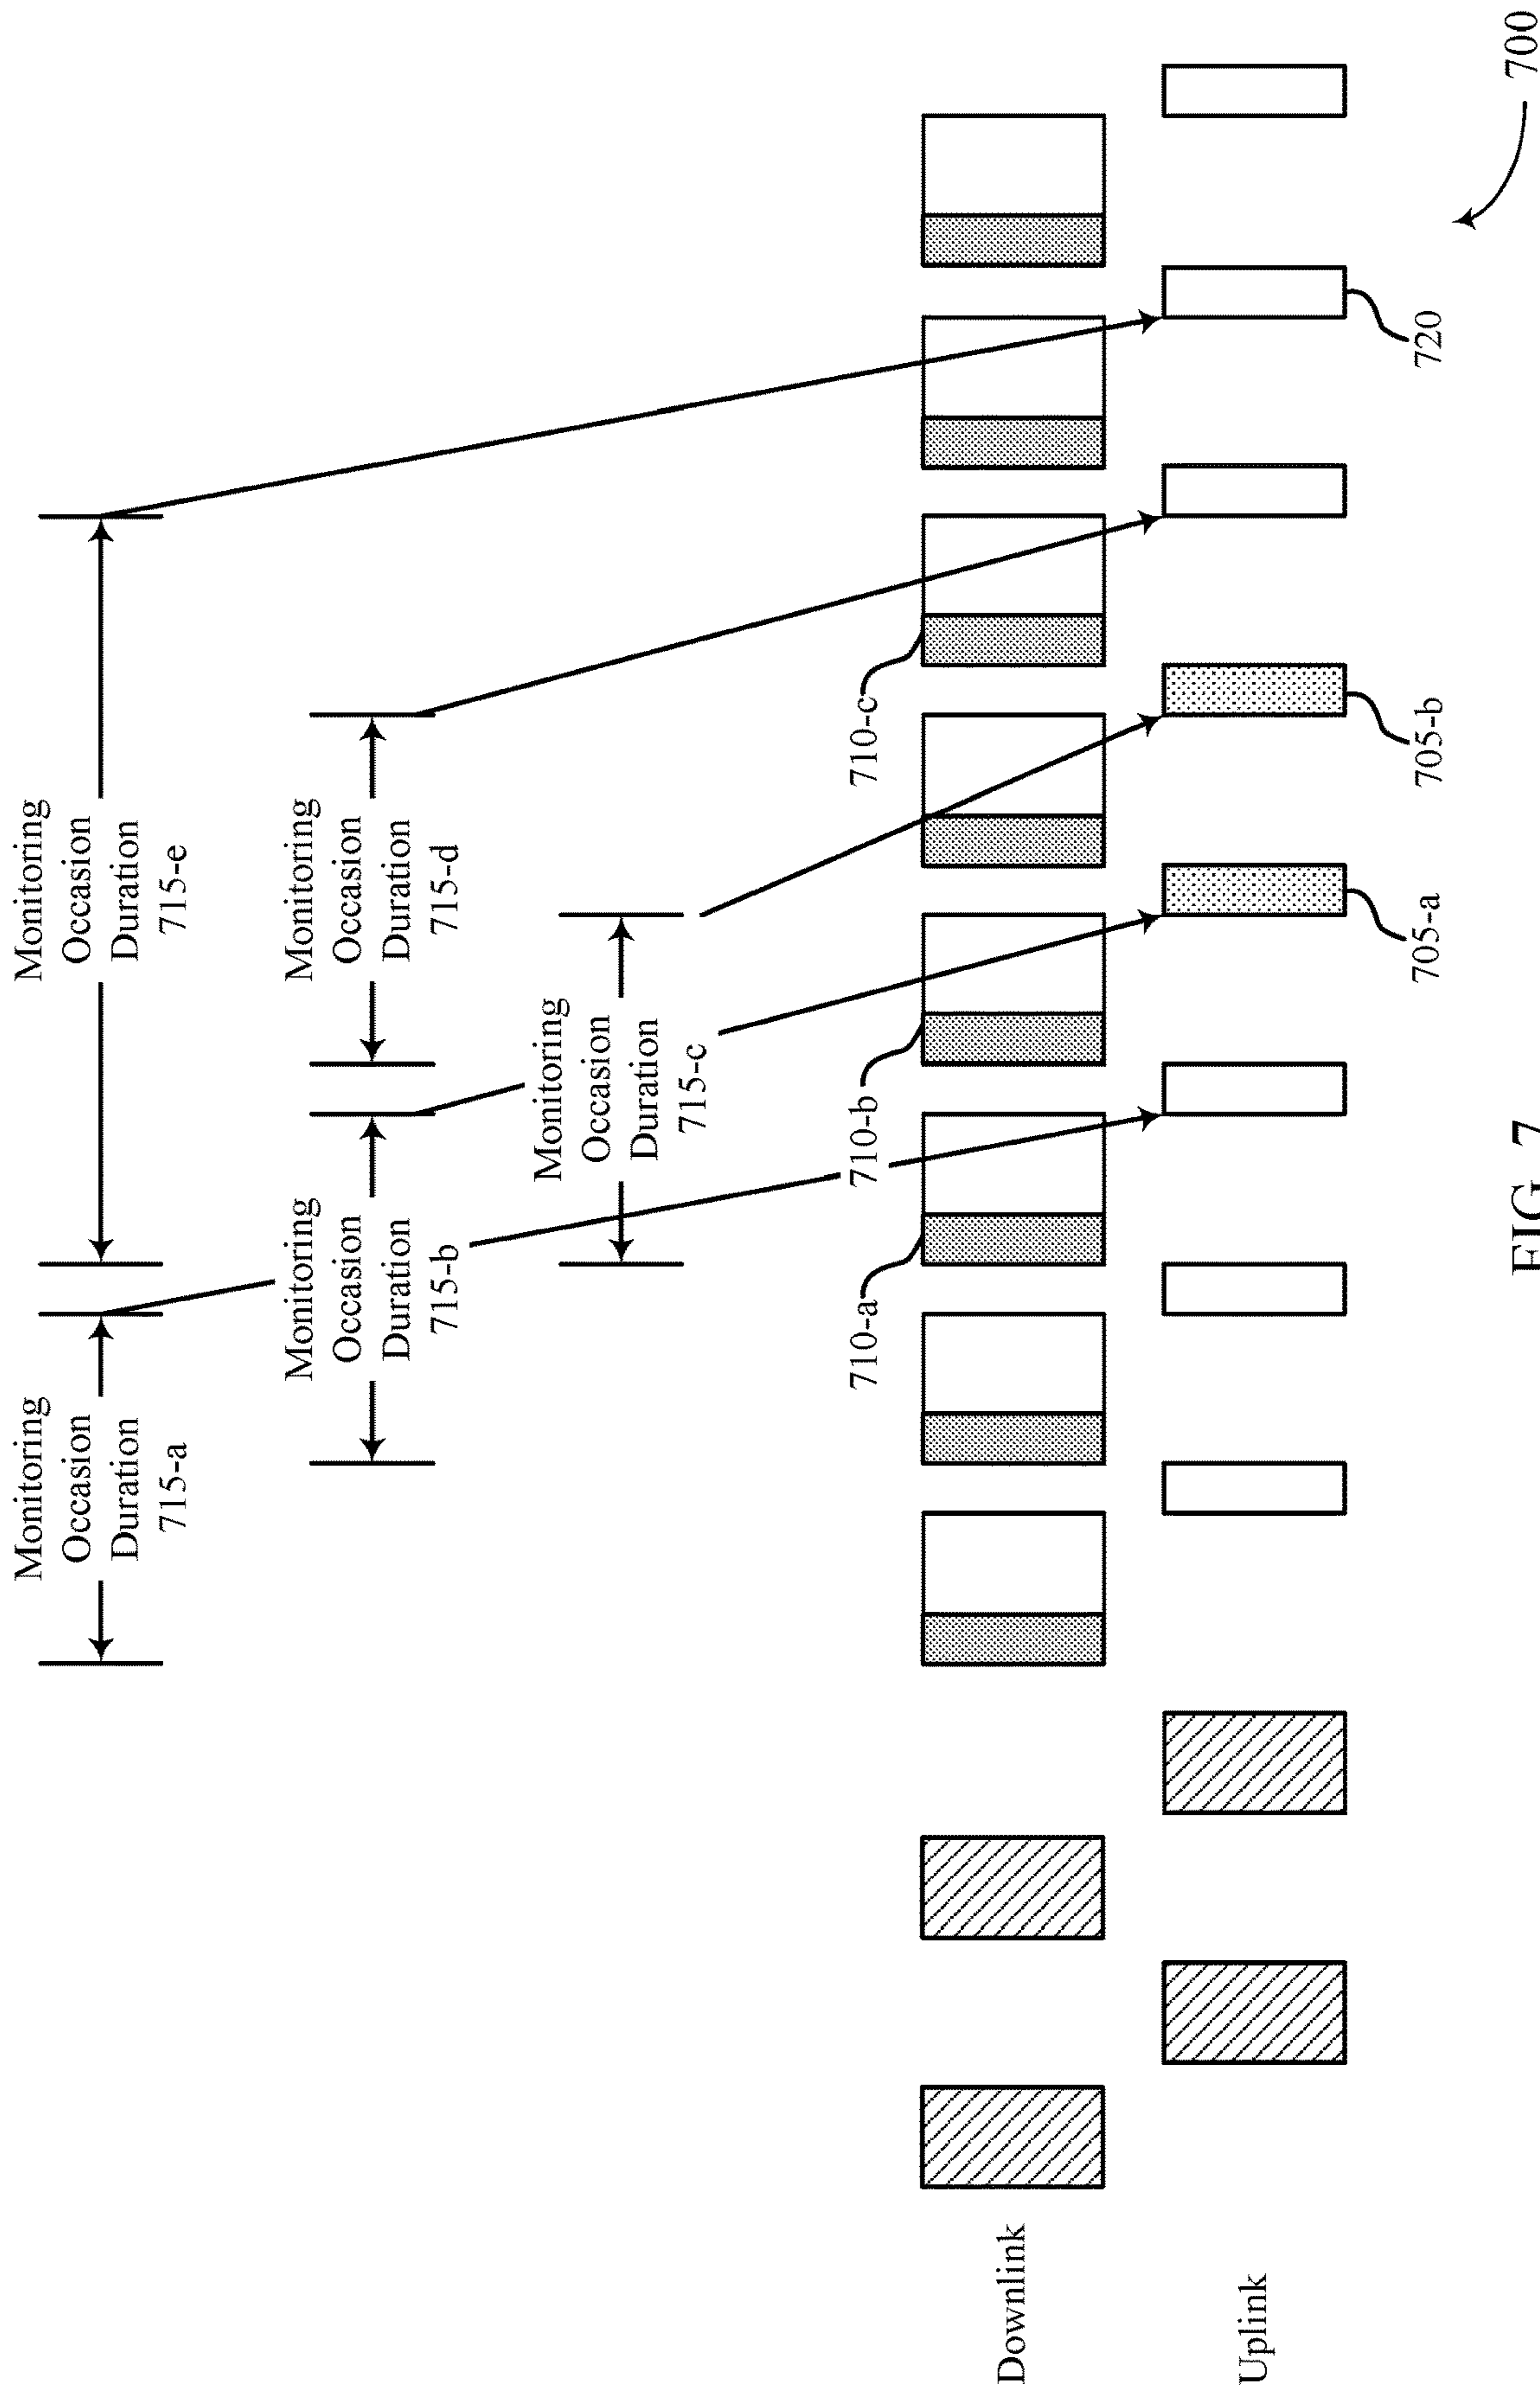 Monitoring
Occasion
Duration
715-a
Monitoring
Occasion
Duration
715-e
Monitoring
Occasion
Duration
715-b
Monitoring
Occasion
Duration
715-d
Monitoring
Occasion
Duration
715-c
710-a
710-b
710-c
Downlink
Uplink
705-a
705-b
720
700
FIG. 7